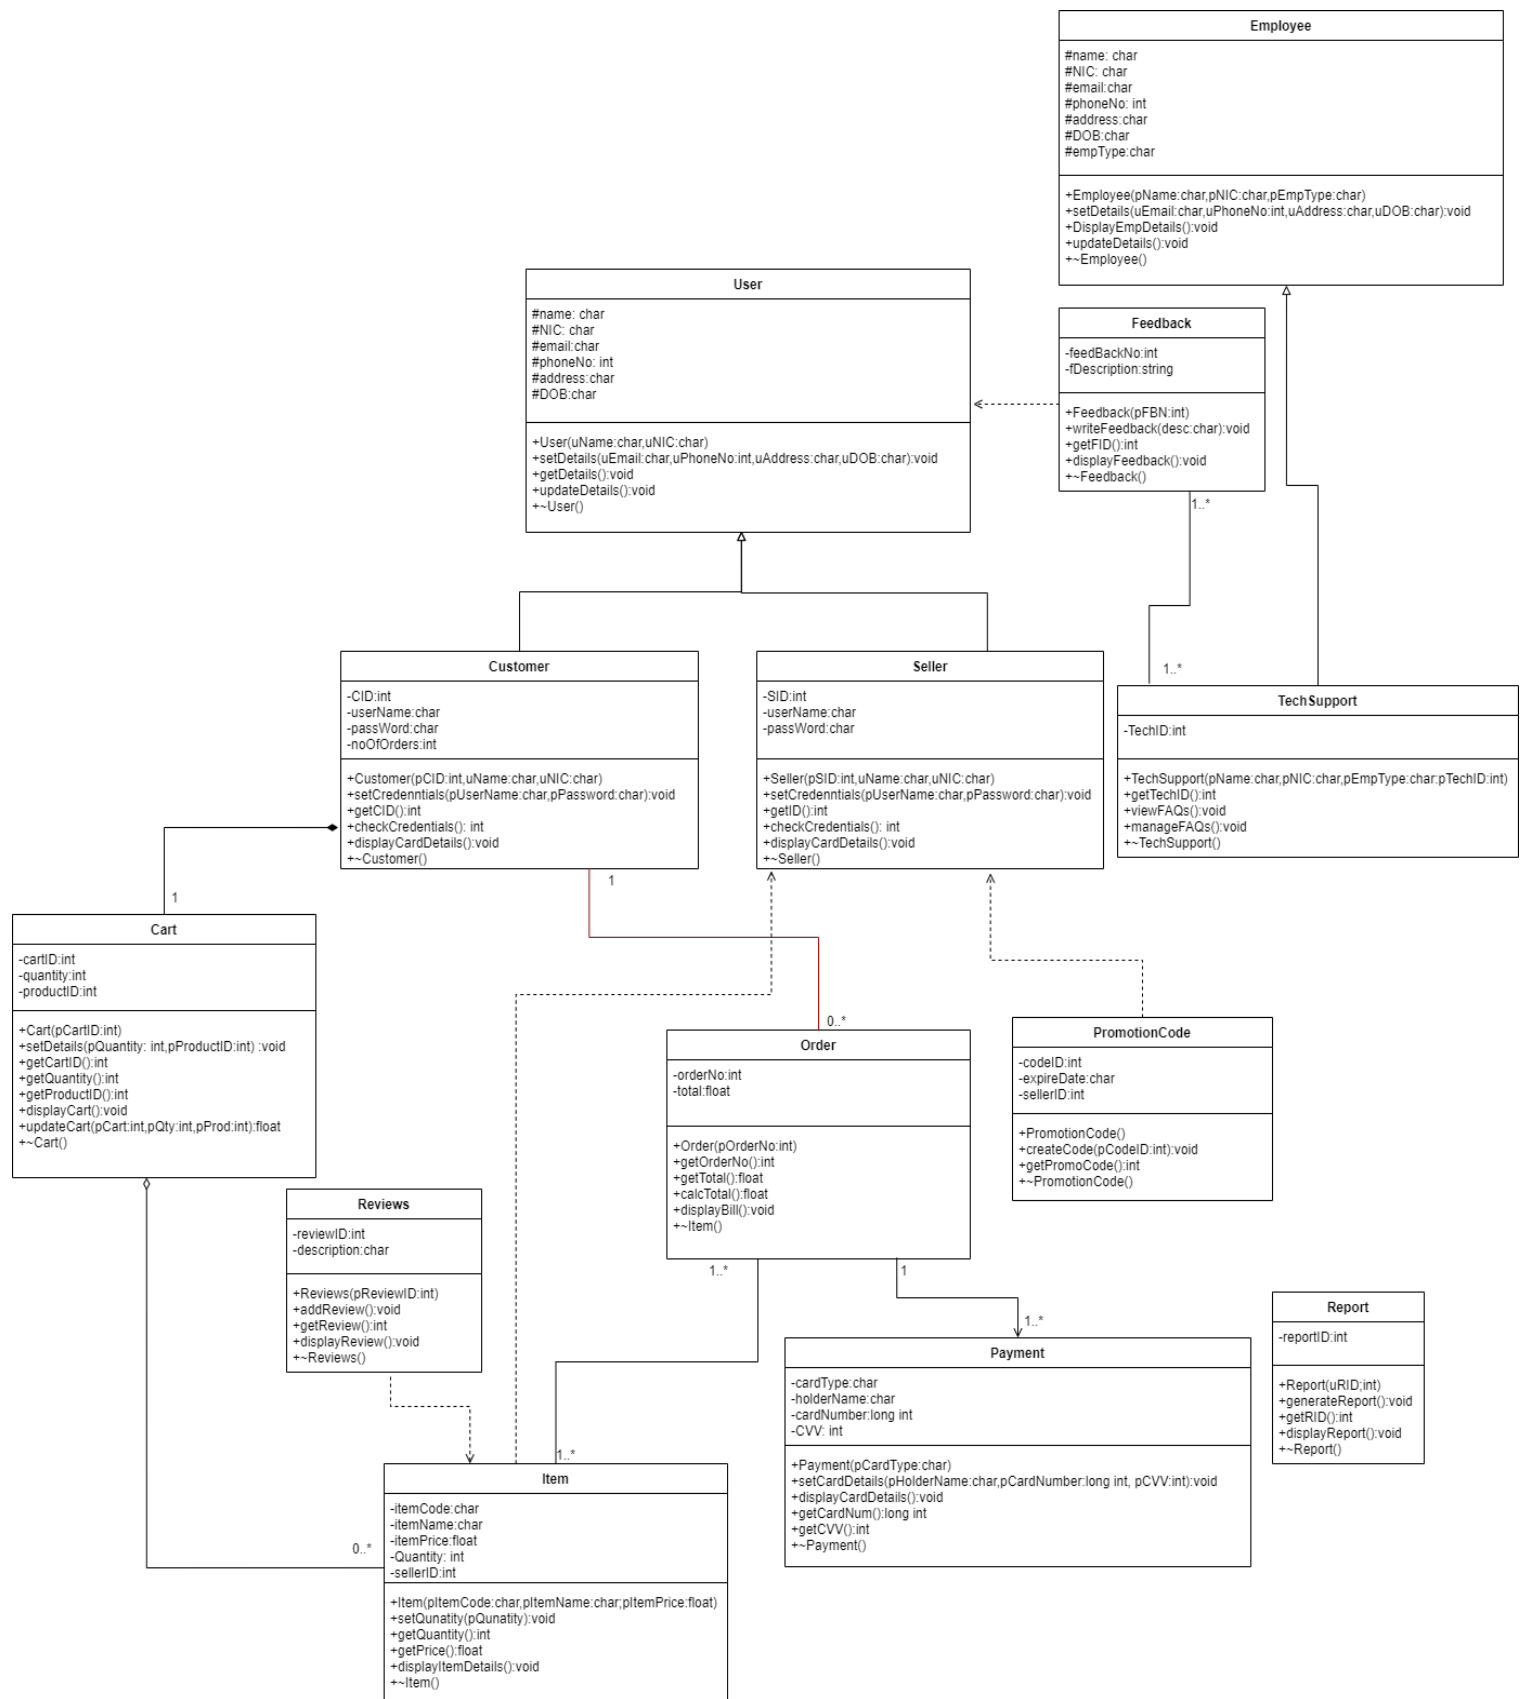 Employee
#name: char
#NIC: char
#email:char
#phoneNo: int
#address:char
#DOB:char
#empType:char
+Employee(pName:char,pNIC:char,pEmpType:char)
+setDetails(uEmail:char,uPhoneNo:int,uAddress:char,uDOB:char):void
+DisplayEmpDetails():void
+updateDetails():void
+~Employee()
User
#name: char
#NIC: char
#email:char
#phoneNo: int
#address:char
#DOB:char
+User(uName:char,uNIC:char)
+setDetails(uEmail:char,uPhoneNo:int,uAddress:char,uDOB:char):void
+getDetails():void
+updateDetails():void
+~User()
Feedback
-feedBackNo:int
-fDescription:string
+Feedback(pFBN:int)
+writeFeedback(desc:char):void
+getFID():int
+displayFeedback():void
+~Feedback()
1..*
1..*
Customer
-CID:int
-userName:char
-passWord:char
-noOfOrders:int
+Customer(pCID:int,uName:char,uNIC:char)
+setCredenntials(pUserName:char,pPassword:char):void
+getCID():int
+checkCredentials(): int
+displayCardDetails():void
+~Customer()
Seller
-SID:int
-userName:char
-passWord:char
+Seller(pSID:int,uName:char,uNIC:char)
+setCredenntials(pUserName:char,pPassword:char):void
+getID():int
+checkCredentials(): int
+displayCardDetails():void
+~Seller()
TechSupport
-TechID:int
+TechSupport(pName:char,pNIC:char,pEmpType:char:pTechID:int)
+getTechID():int
+viewFAQs():void
+manageFAQs():void
+~TechSupport()
1
1
Cart
-cartID:int
-quantity:int
-productID:int
+Cart(pCartID:int)
+setDetails(pQuantity: int,pProductID:int) :void
+getCartID():int
+getQuantity():int
+getProductID():int
+displayCart():void
+updateCart(pCart:int,pQty:int,pProd:int):float
+~Cart()
0..*
Order
-orderNo:int
-total:float
+Order(pOrderNo:int)
+getOrderNo():int
+getTotal():float
+calcTotal():float
+displayBill():void
+~Item()
PromotionCode
-codeID:int
-expireDate:char
-sellerID:int
+PromotionCode()
+createCode(pCodeID:int):void
+getPromoCode():int
+~PromotionCode()
Reviews
-reviewID:int
-description:char
+Reviews(pReviewID:int)
+addReview():void
+getReview():int
+displayReview():void
+~Reviews()
1..*
1
1..*
Payment
-cardType:char
-holderName:char
-cardNumber:long int
-CVV: int
+Payment(pCardType:char)
+setCardDetails(pHolderName:char,pCardNumber:long int, pCVV:int):void
+displayCardDetails():void
+getCardNum():long int
+getCVV():int
+~Payment()
Report
-reportID:int
+Report(uRID;int)
+generateReport():void
+getRID():int
+displayReport():void
+~Report()
1..*
0..*
Item
-itemCode:char
-itemName:char
-itemPrice:float
-Quantity: int
-sellerID:int
+Item(pItemCode:char,pItemName:char;pItemPrice:float)
+setQunatity(pQunatity):void
+getQuantity():int
+getPrice():float
+displayItemDetails():void
+~Item()